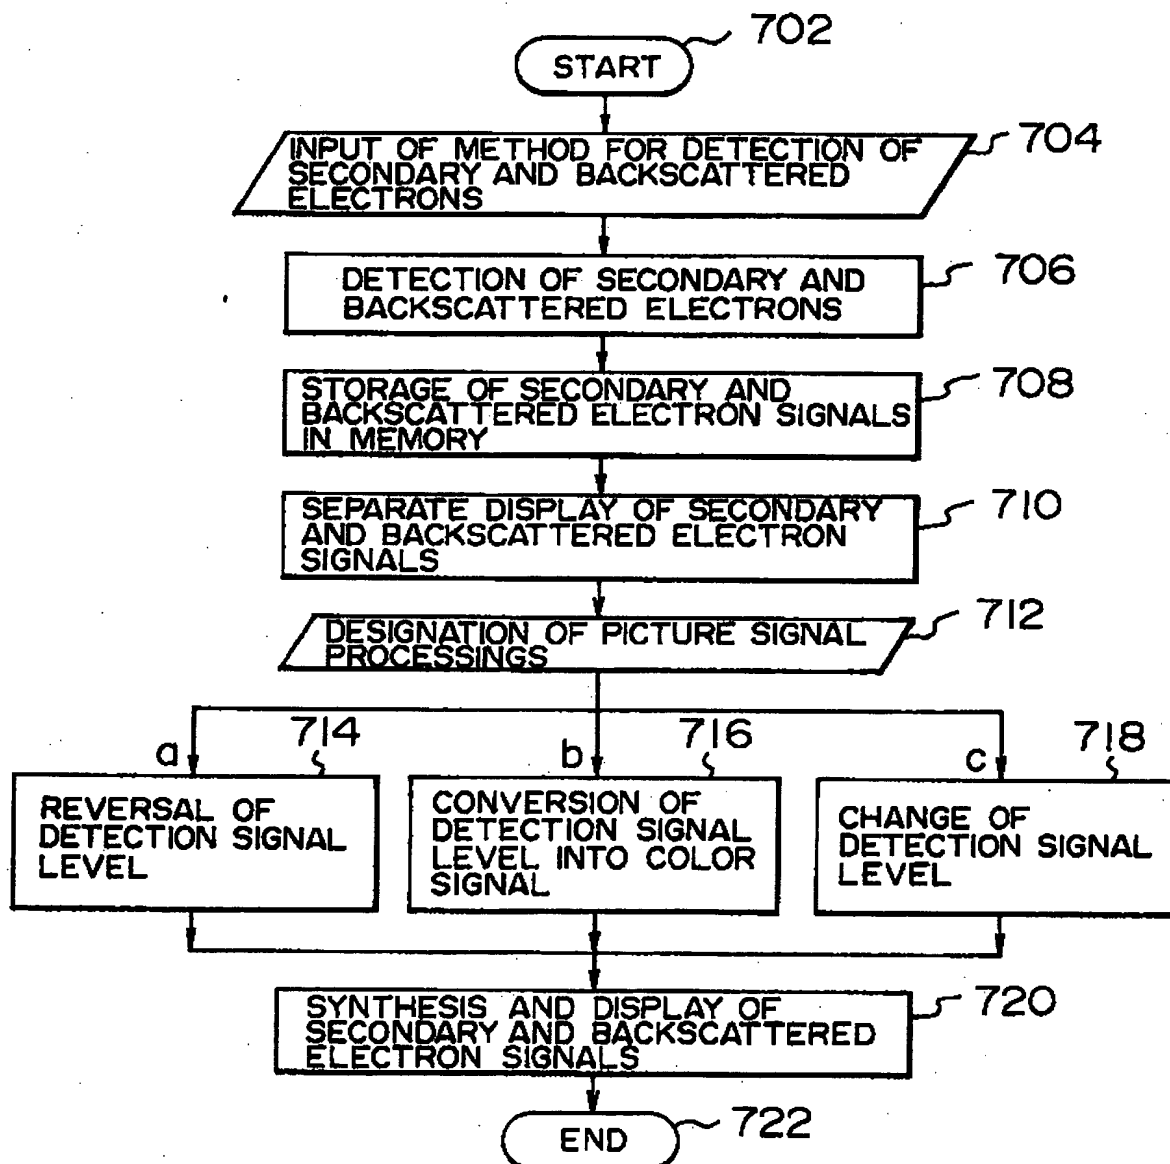 702
START
704
INPUT OF METHOD FOR DETECTION OF
SECONDARY AND BACKSCATTERED
ELECTRONS
706
DETECTION OF SECONDARY AND
BACKSCATTERED ELECTRONS
708
STORAGE OF SECONDARY AND
BACKSCATTERED ELECTRON SIGNALS
IN MEMORY
710
SEPARATE DISPLAY OF SECONDARY
AND BACKSCATTERED ELECTRON
SIGNALS
712
DESIGNATION OF PICTURE SIGNAL
PROCESSINGS
a
714
REVERSAL OF
DETECTION SIGNAL
LEVEL
b
716
CONVERSION OF
DETECTION SIGNAL
LEVEL INTO COLOR
SIGNAL
c
718
CHANGE OF
DETECTION SIGNAL
LEVEL
720
SYNTHESIS AND DISPLAY OF
SECONDARY AND BACKSCATTERED
ELECTRON SIGNALS
722
END